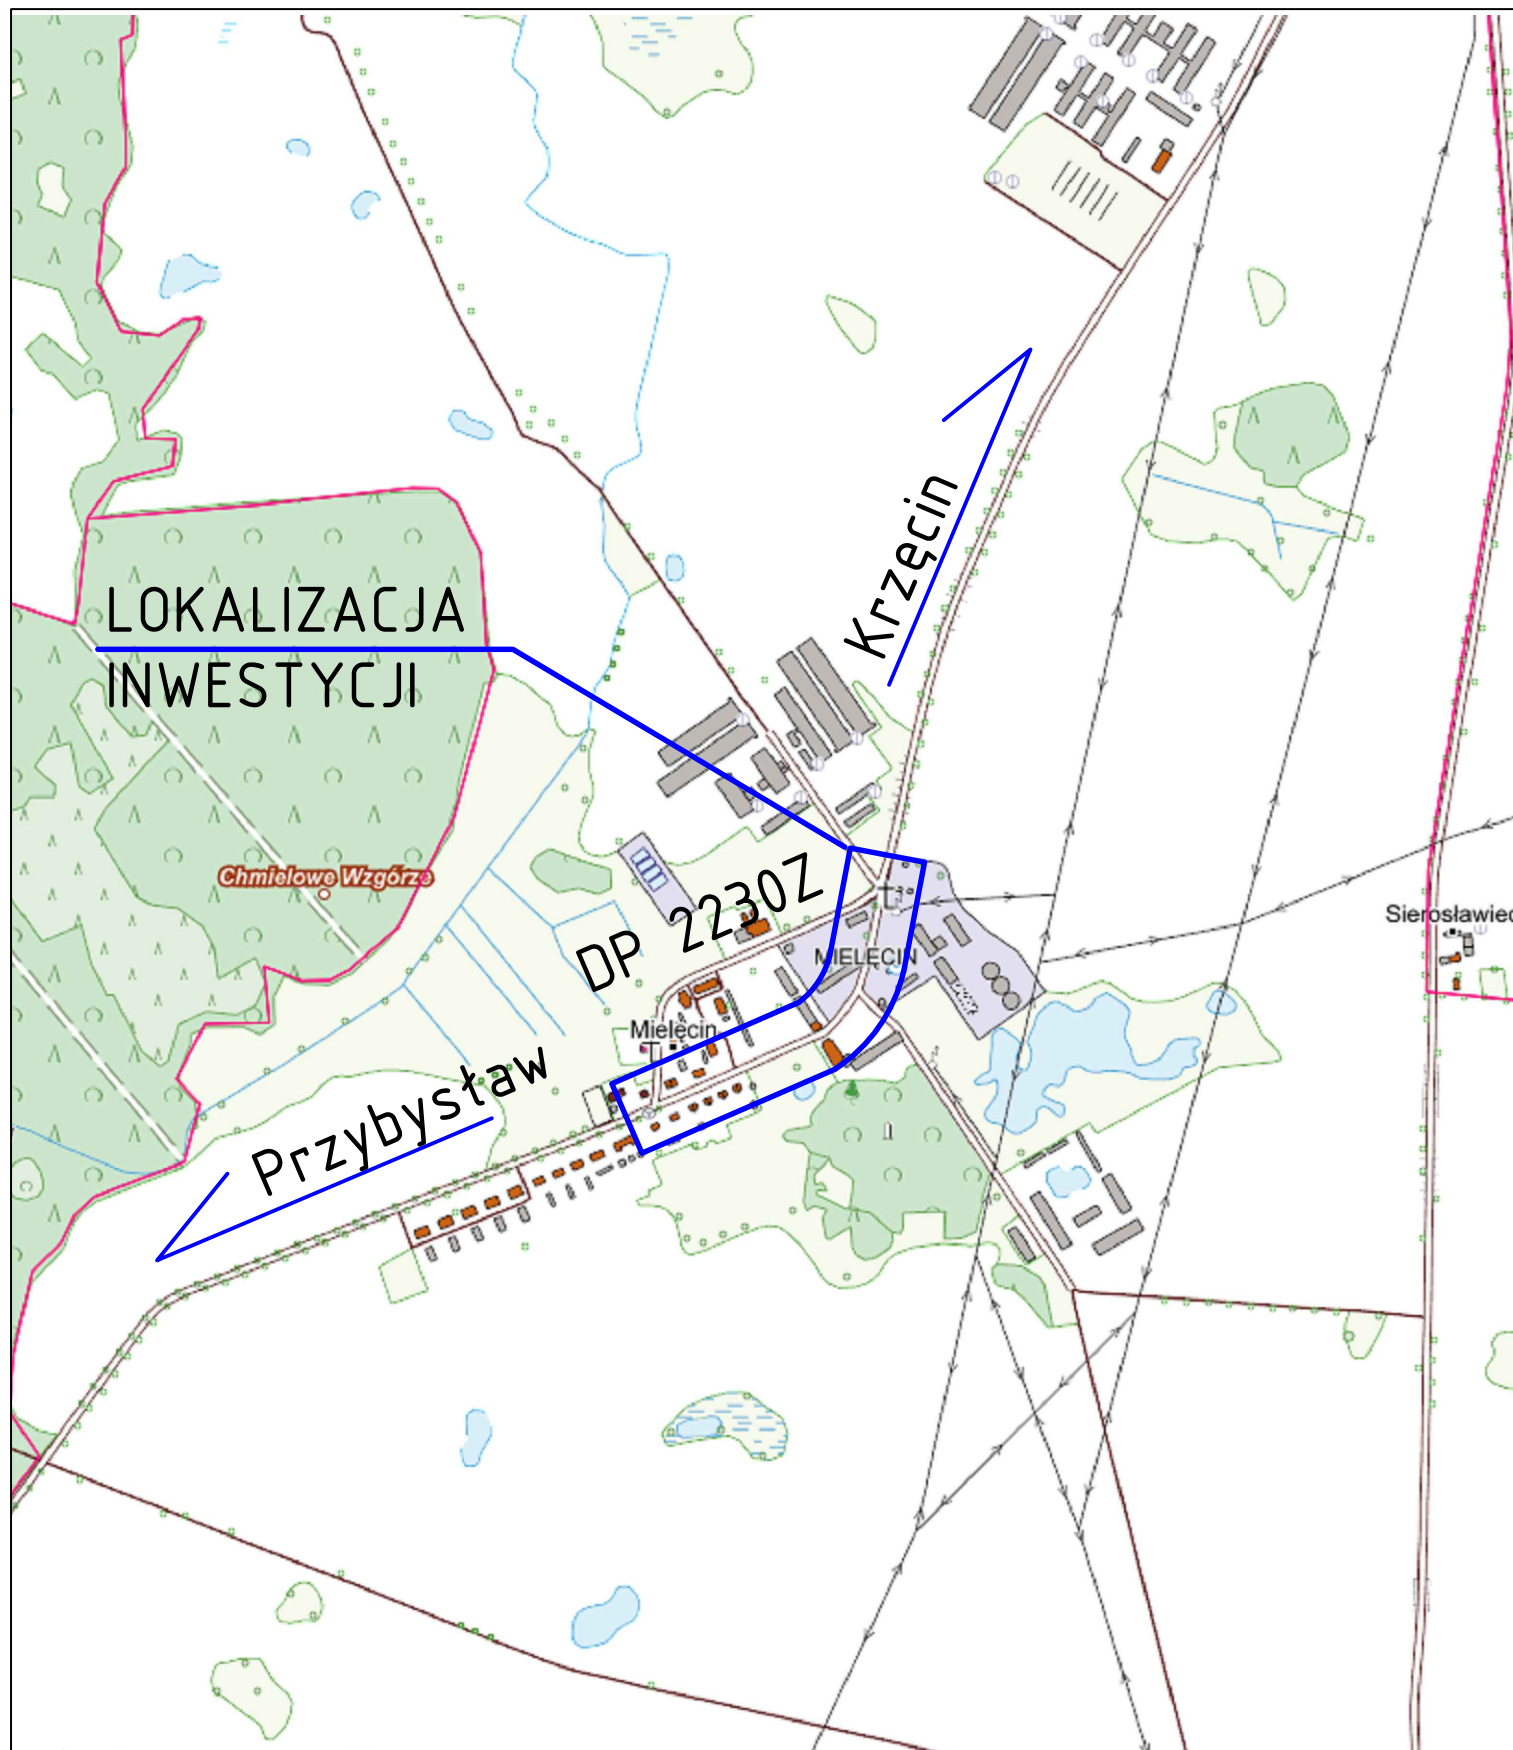 Krzęcin
LOKALIZACJA
INWESTYCJI
Chmielowe Wzgórze
DP 2230Z
MIELĘCIN
Sierosławiec
Mielęcin
Przybysław